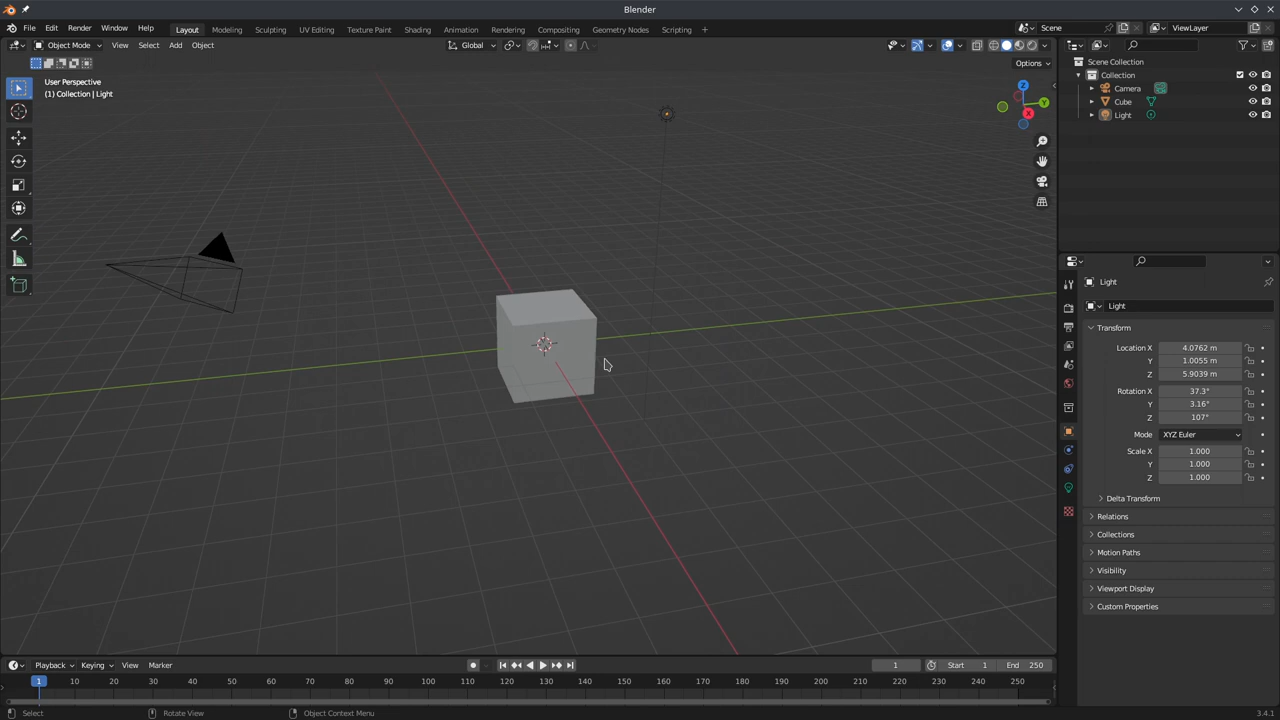 Blender
File Edit Render Window Help Layout Modeling Sculpting UV Editing Texture Paint Shading Animation Rendering Compositing Geometry Nodes Scripting + Scene ViewLayer
Object Mode View Select Add Object Global
Options
User Perspective
(1) Collection | Light
Z
Y
X
Scene Collection
Collection
Camera
Cube
Light
Light
Light
Transform
Location X 4.0762 m
Y 1.0055 m
Z 5.9039 m
Rotation X 37.3°
Y 3.16°
Z 107°
Mode XYZ Euler
Scale X 1.000
Y 1.000
Z 1.000
Delta Transform
Relations
Collections
Motion Paths
Visibility
Viewport Display
Custom Properties
Playback Keying View Marker 1 Start 1 End 250
1 10 20 30 40 50 60 70 80 90 100 110 120 130 140 150 160 170 180 190 200 210 220 230 240 250
Select Rotate View Object Context Menu 3.4.1